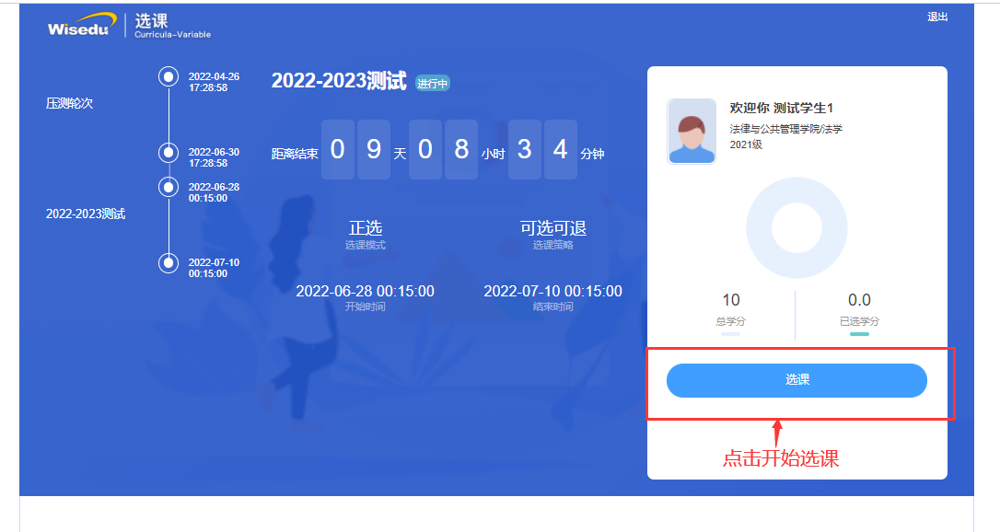 Wisedu 选课
Curricula-Variable
退出
压测轮次
2022-04-26
17:28:58
2022-06-30
17:28:58
2022-2023测试
2022-06-28
00:15:00
2022-07-10
00:15:00
2022-2023测试 进行中
距离结束 0 9 天 0 8 小时 3 4 分钟
正选
选课模式
可选可退
选课策略
2022-06-28 00:15:00
开始时间
2022-07-10 00:15:00
结束时间
欢迎你 测试学生1
法律与公共管理学院/法学
2021级
10
总学分
0.0
已选学分
选课
点击开始选课